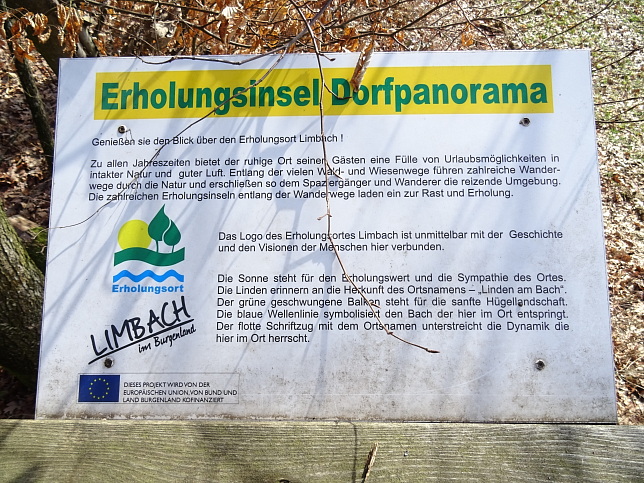 Erholungsinsel Dorfpanorama
Genießen sie den Blick über den Erholungsort Limbach !
Zu allen Jahreszeiten bietet der ruhige Ort seinen Gästen eine Fülle von Urlaubsmöglichkeiten in
intakter Natur und guter Luft. Entlang der vielen Wald- und Wiesenwege führen zahlreiche Wander-
wege durch die Natur und erschließen so dem Spaziergänger und Wanderer die reizende Umgebung.
Die zahlreichen Erholungsinseln entlang der Wanderwege laden ein zur Rast und Erholung.
Das Logo des Erholungsortes Limbach ist unmittelbar mit der Geschichte
und den Visionen der Menschen hier verbunden.
Erholungsort
LIMBACH
im Burgenland
Die Sonne steht für den Erholungswert und die Sympathie des Ortes.
Die Linden erinnern an die Herkunft des Ortsnamens – „Linden am Bach“.
Der grüne geschwungene Balken steht für die sanfte Hügellandschaft.
Die blaue Wellenlinie symbolisiert den Bach der hier im Ort entspringt.
Der flotte Schriftzug mit dem Ortsnamen unterstreicht die Dynamik die
hier im Ort herrscht.
DIESES PROJEKT WIRD VON DER
EUROPÄISCHEN UNION, VON BUND UND
LAND BURGENLAND KOFINANZIERT